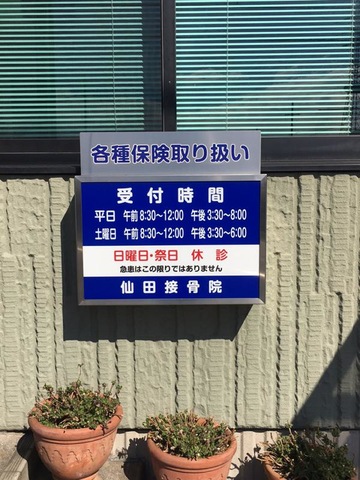 各種保険取り扱い
受付時間
平日 午前 8:30〜12:00 午後 3:30〜8:00
土曜日 午前 8:30〜12:00 午後 3:30〜6:00
日曜日・祭日 休診
急患はこの限りではありません
仙田接骨院